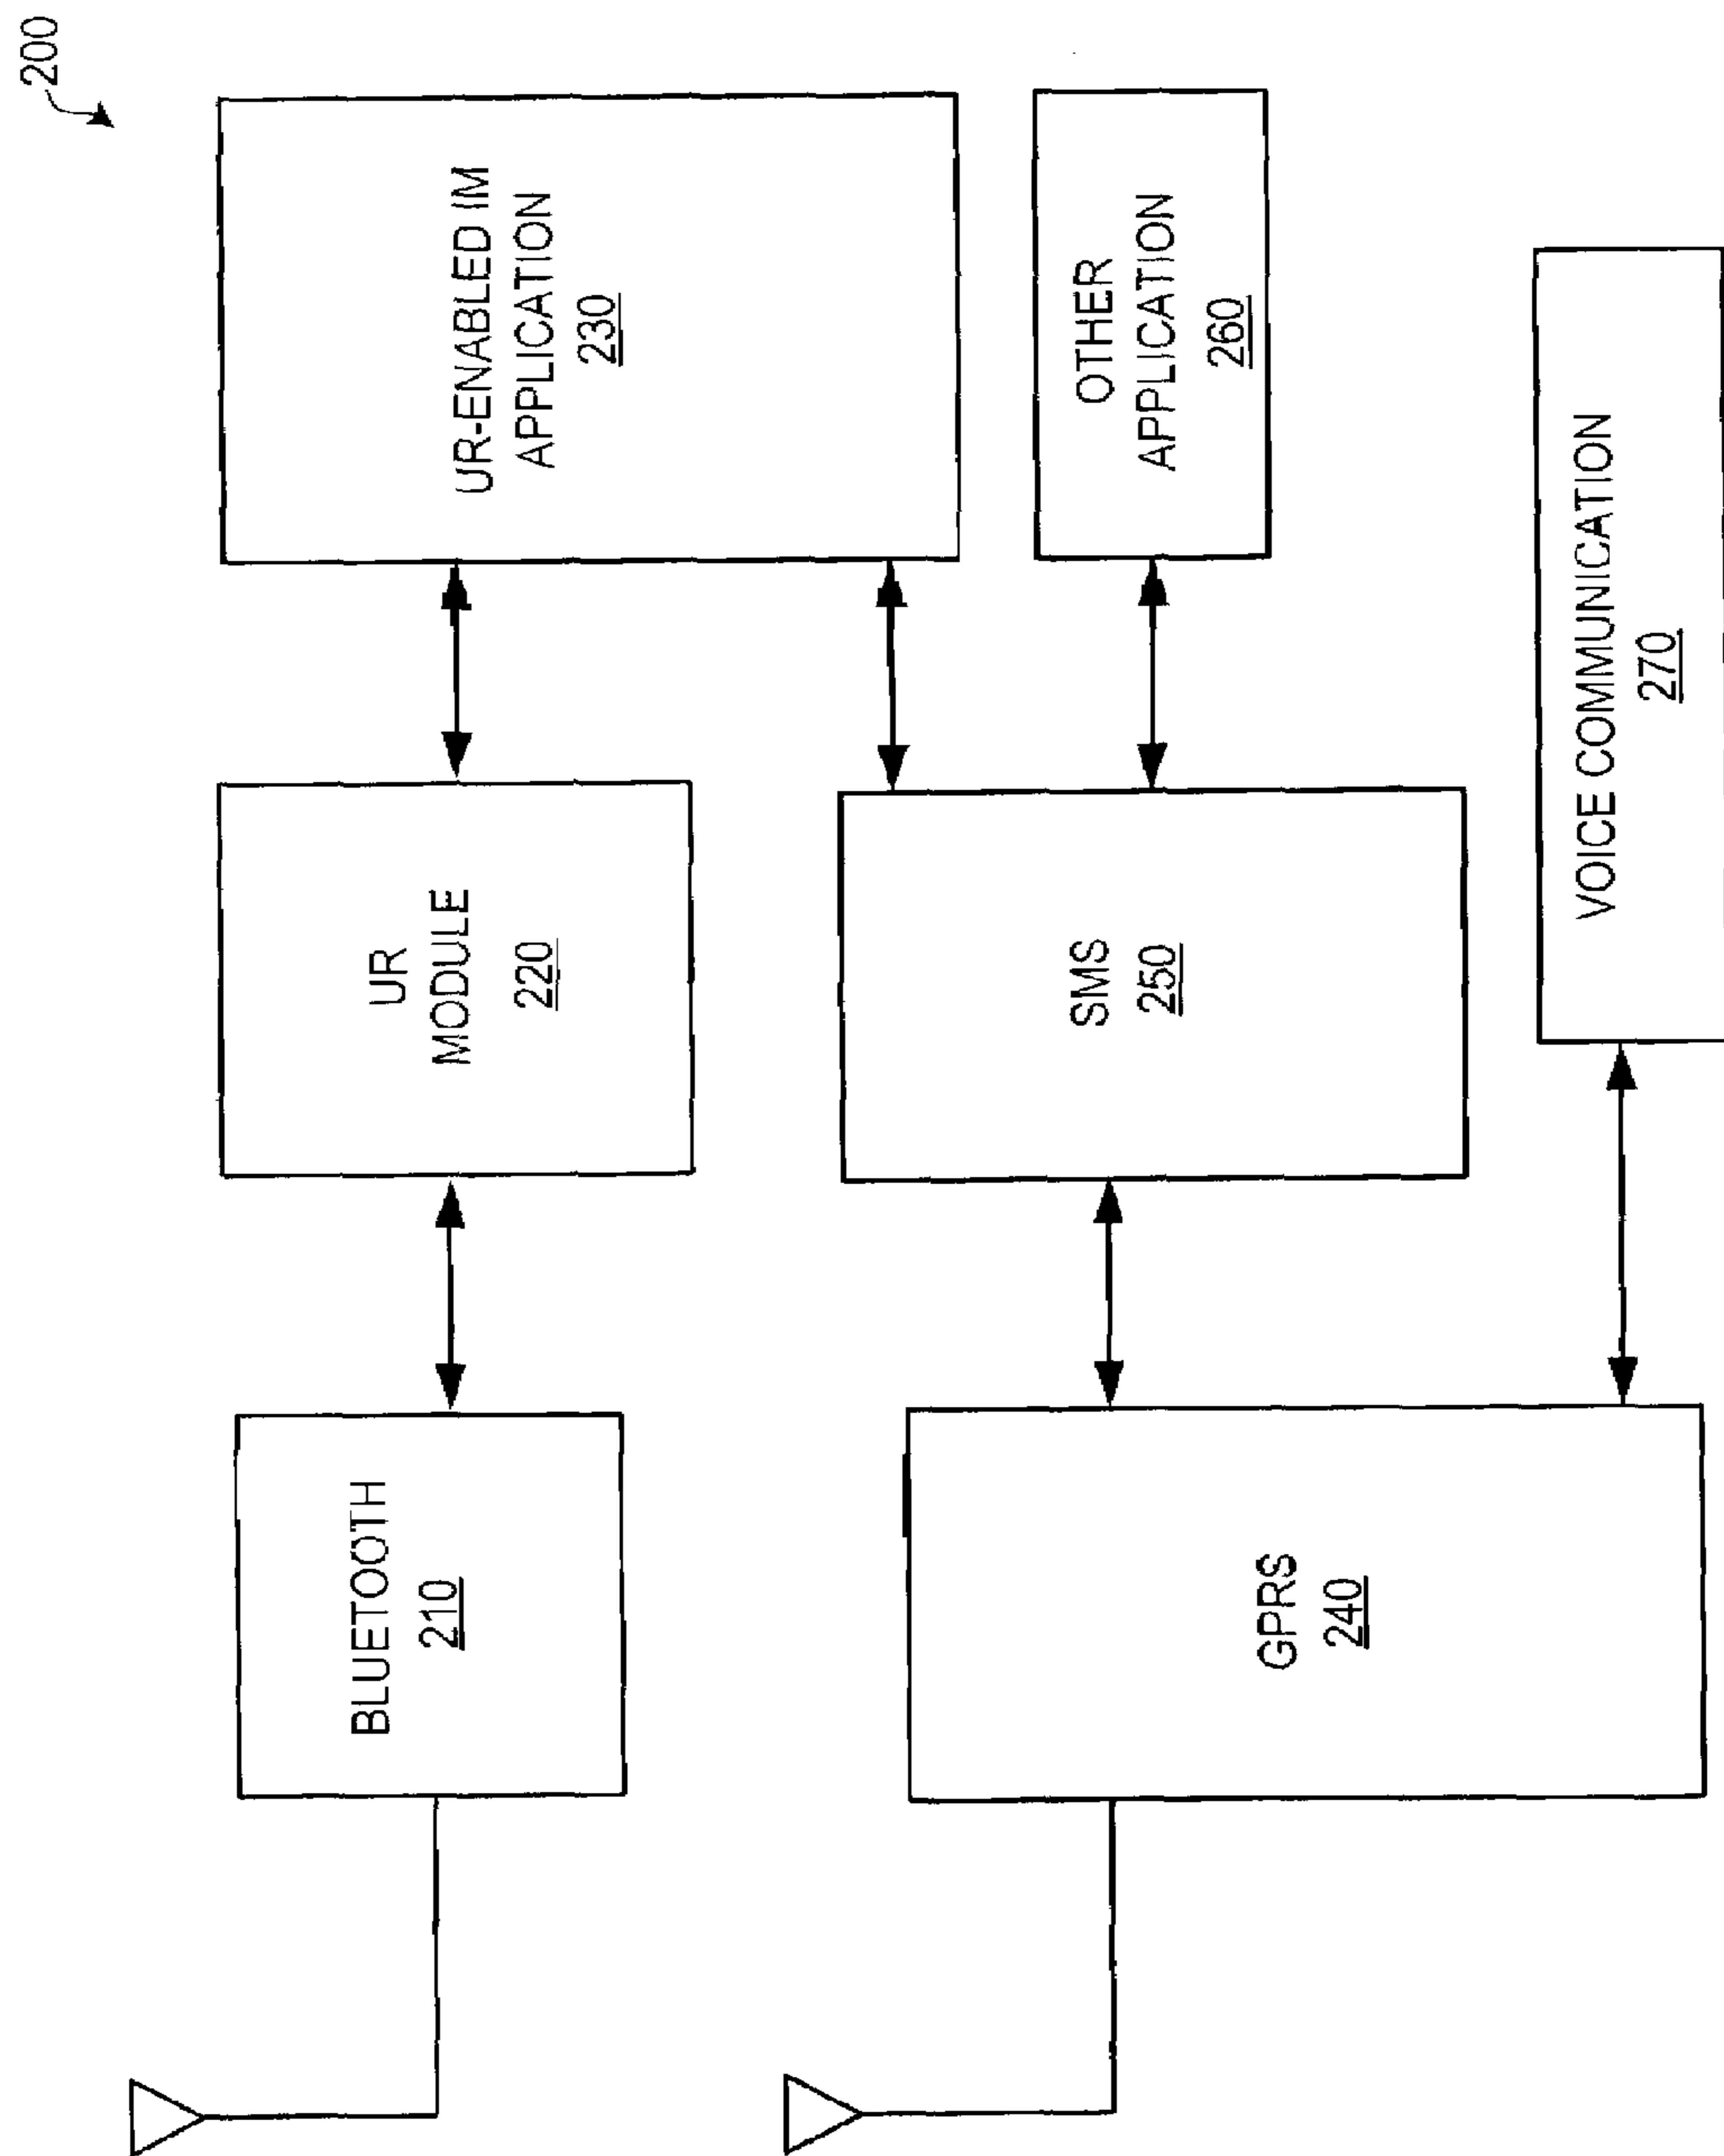 200
BLUETOOTH
210
UR
MODULE
220
UR-ENABLED IM
APPLICATION
230
GPRS
240
SMS
250
OTHER
APPLICATION
260
VOICE COMMUNICATION
270